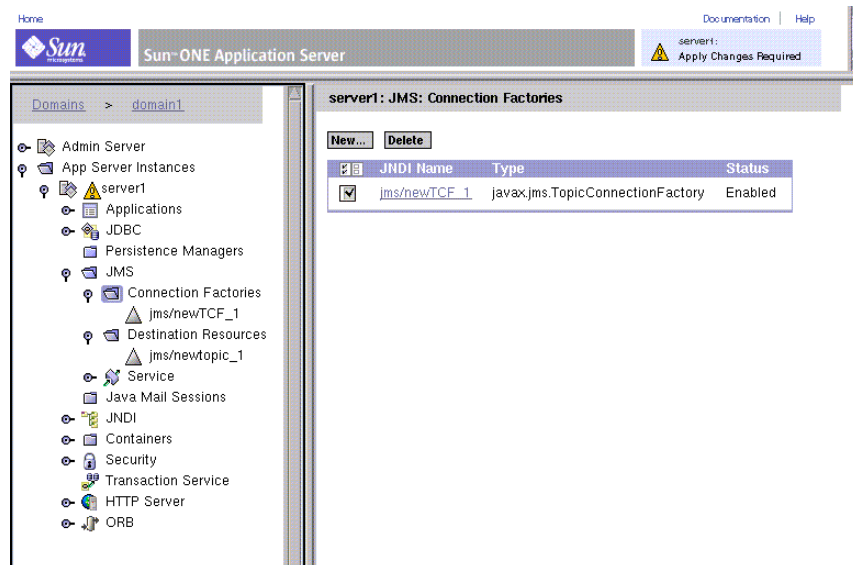 Home
Documentation | Help
Sun
microsystems
Sun™ ONE Application Server
server1:
Apply Changes Required
Domains > domain1
Admin Server
App Server Instances
server1
Applications
JDBC
Persistence Managers
JMS
Connection Factories
jms/newTCF_1
Destination Resources
jms/newtopic_1
Service
Java Mail Sessions
JNDI
Containers
Security
Transaction Service
HTTP Server
ORB
server1: JMS: Connection Factories
New... Delete
JNDI Name Type Status
jms/newTCF_1 javax.jms.TopicConnectionFactory Enabled